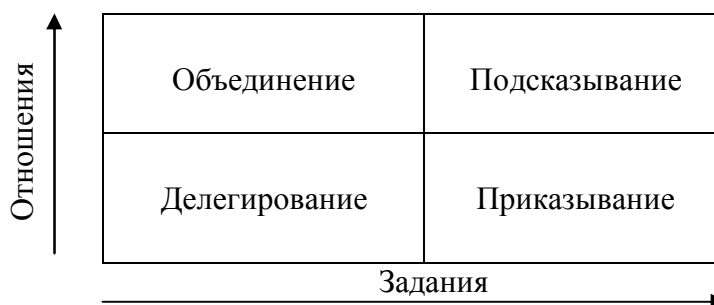 Отношения
Объединение
Подсказывание
Делегирование
Приказывание
Задания